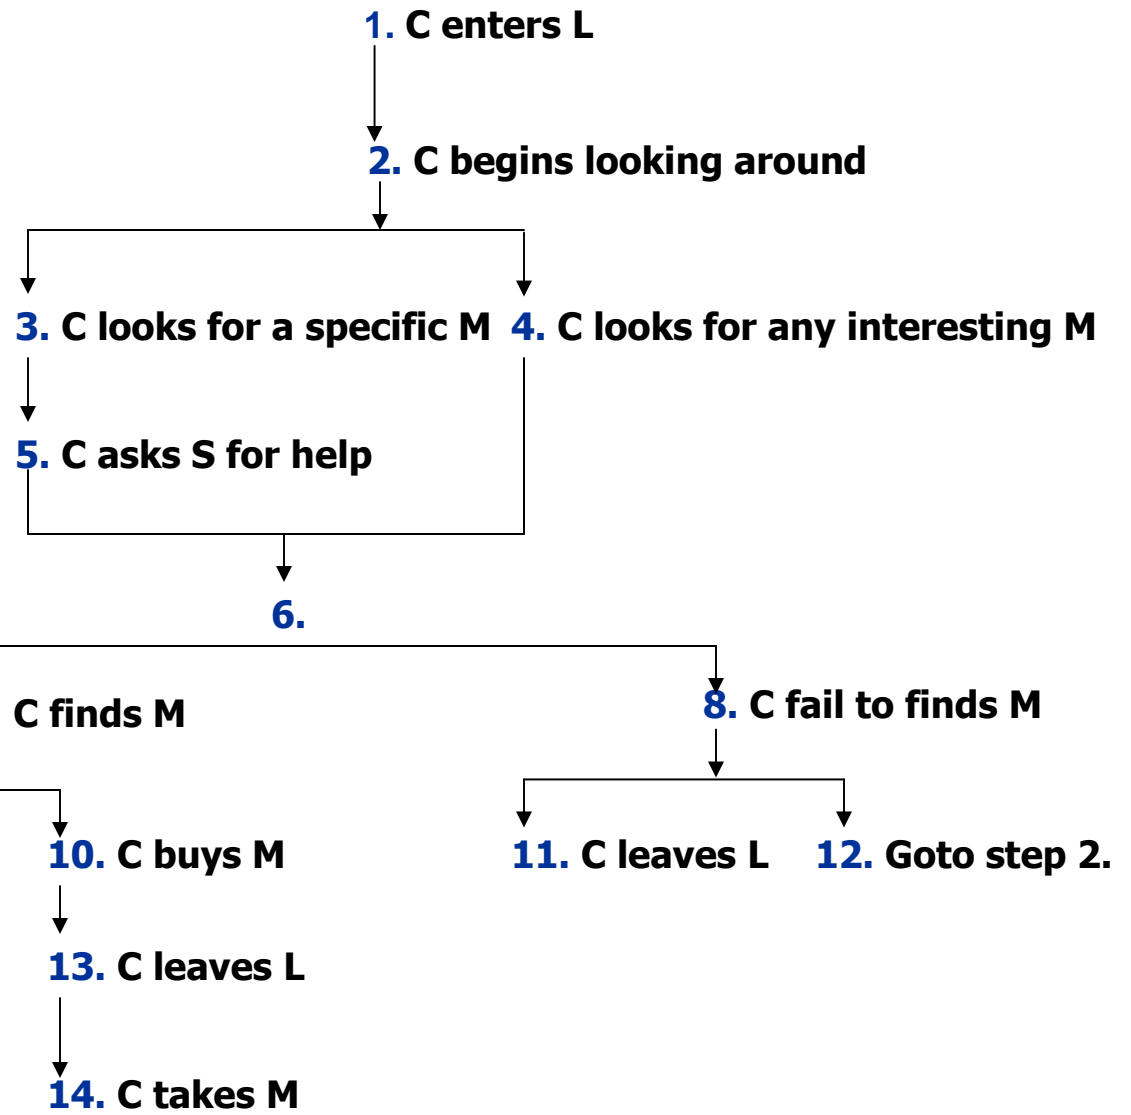 1. C enters L
2. C begins looking around
3. C looks for a specific M
4. C looks for any interesting M
5. C asks S for help
6.
C finds M
8. C fail to finds M
10. C buys M
11. C leaves L
12. Goto step 2.
13. C leaves L
14. C takes M